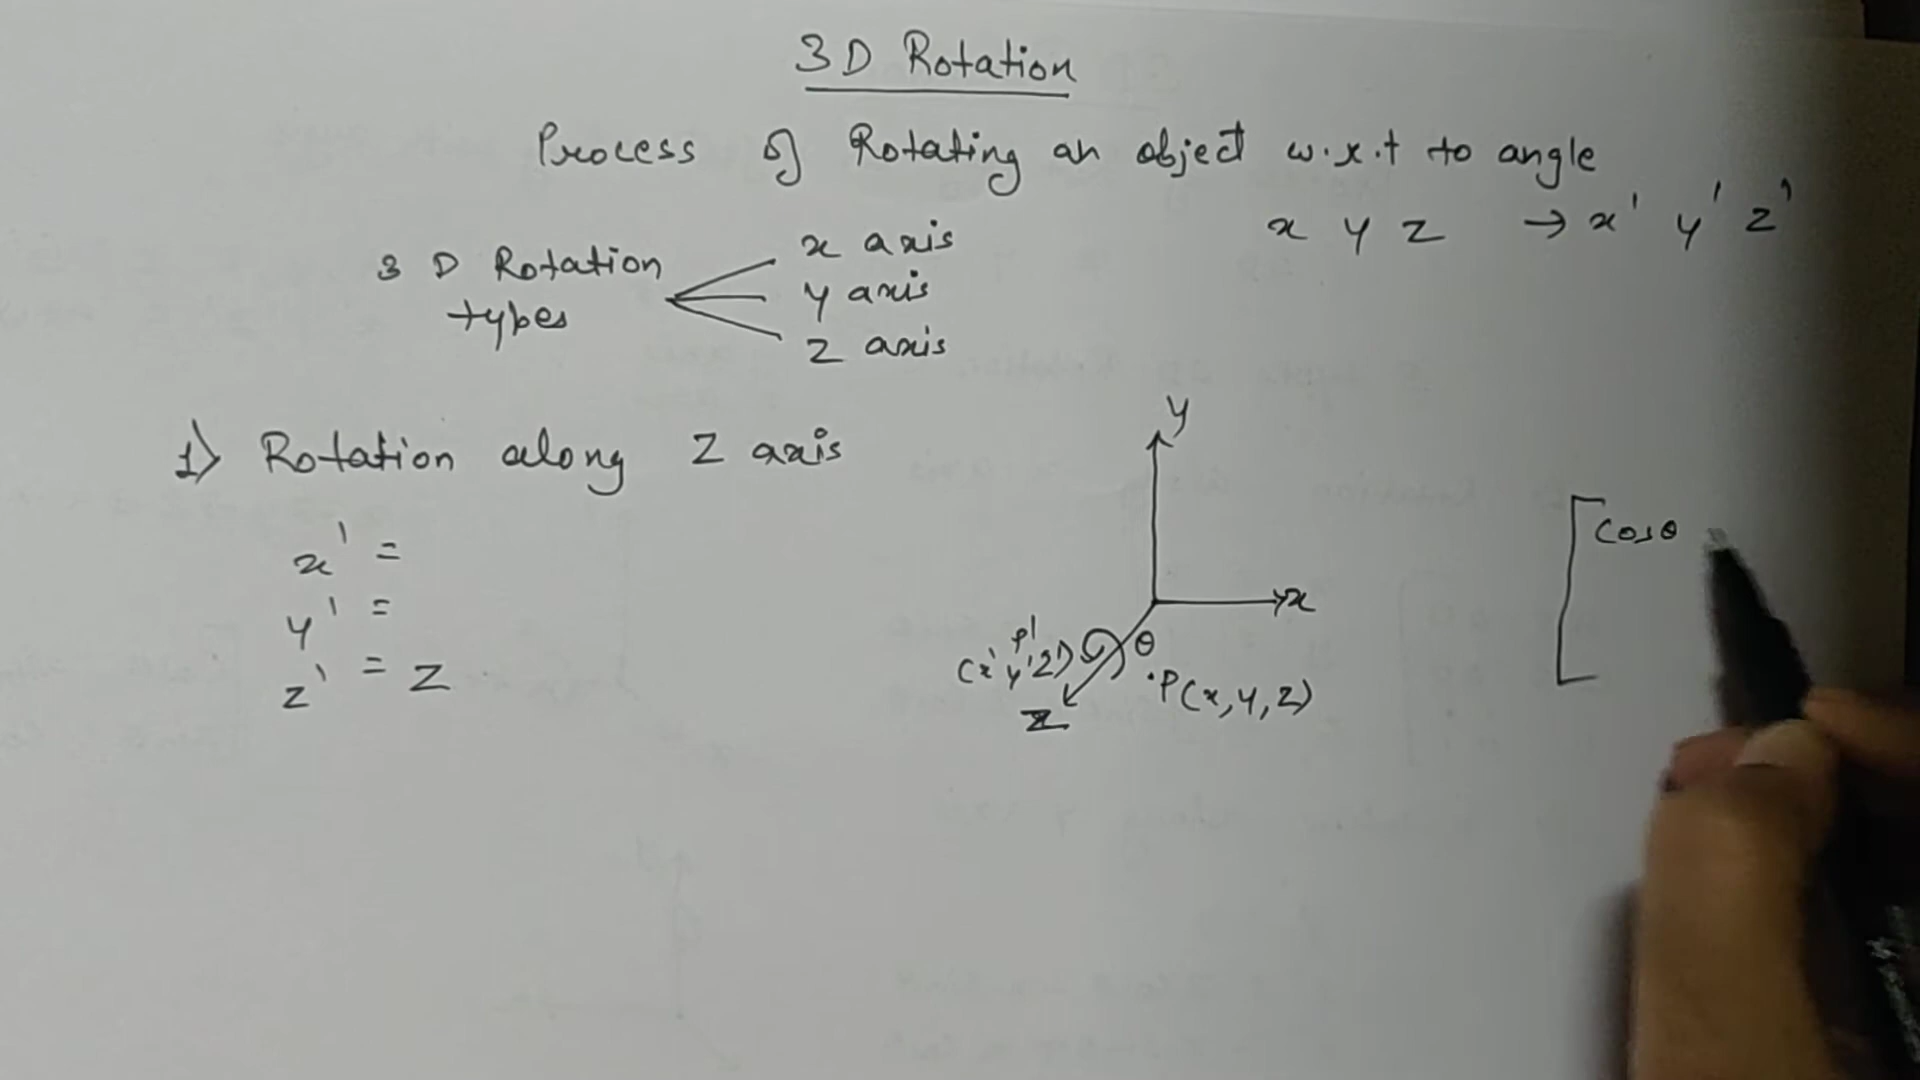 3D Rotation
Process of Rotating an object w.r.t to angle
x y z → x' y' z'
3 D Rotation types
x axis
y axis
z axis
1) Rotation along Z axis
x' =
y' =
z' = z
y
x
θ
P'
(x' y' z')
P(x, y, z)
Z
[cosθ